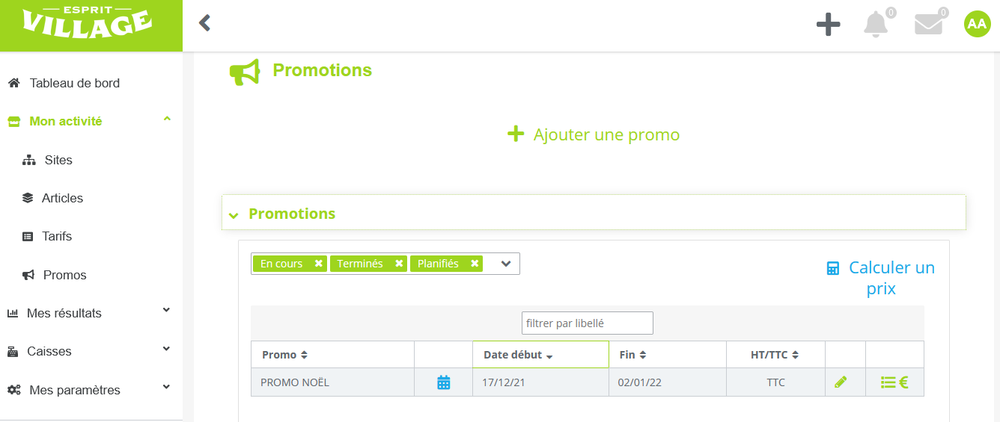 ESPRIT
VILLAGE
0
0
AA
Tableau de bord
Mon activité
Sites
Articles
Tarifs
Promos
Mes résultats
Caisses
Mes paramètres
Promotions
Ajouter une promo
Promotions
En cours Terminés Planifiés
Calculer un
prix
filtrer par libellé
Promo Date début Fin HT/TTC
PROMO NOËL 17/12/21 02/01/22 TTC €